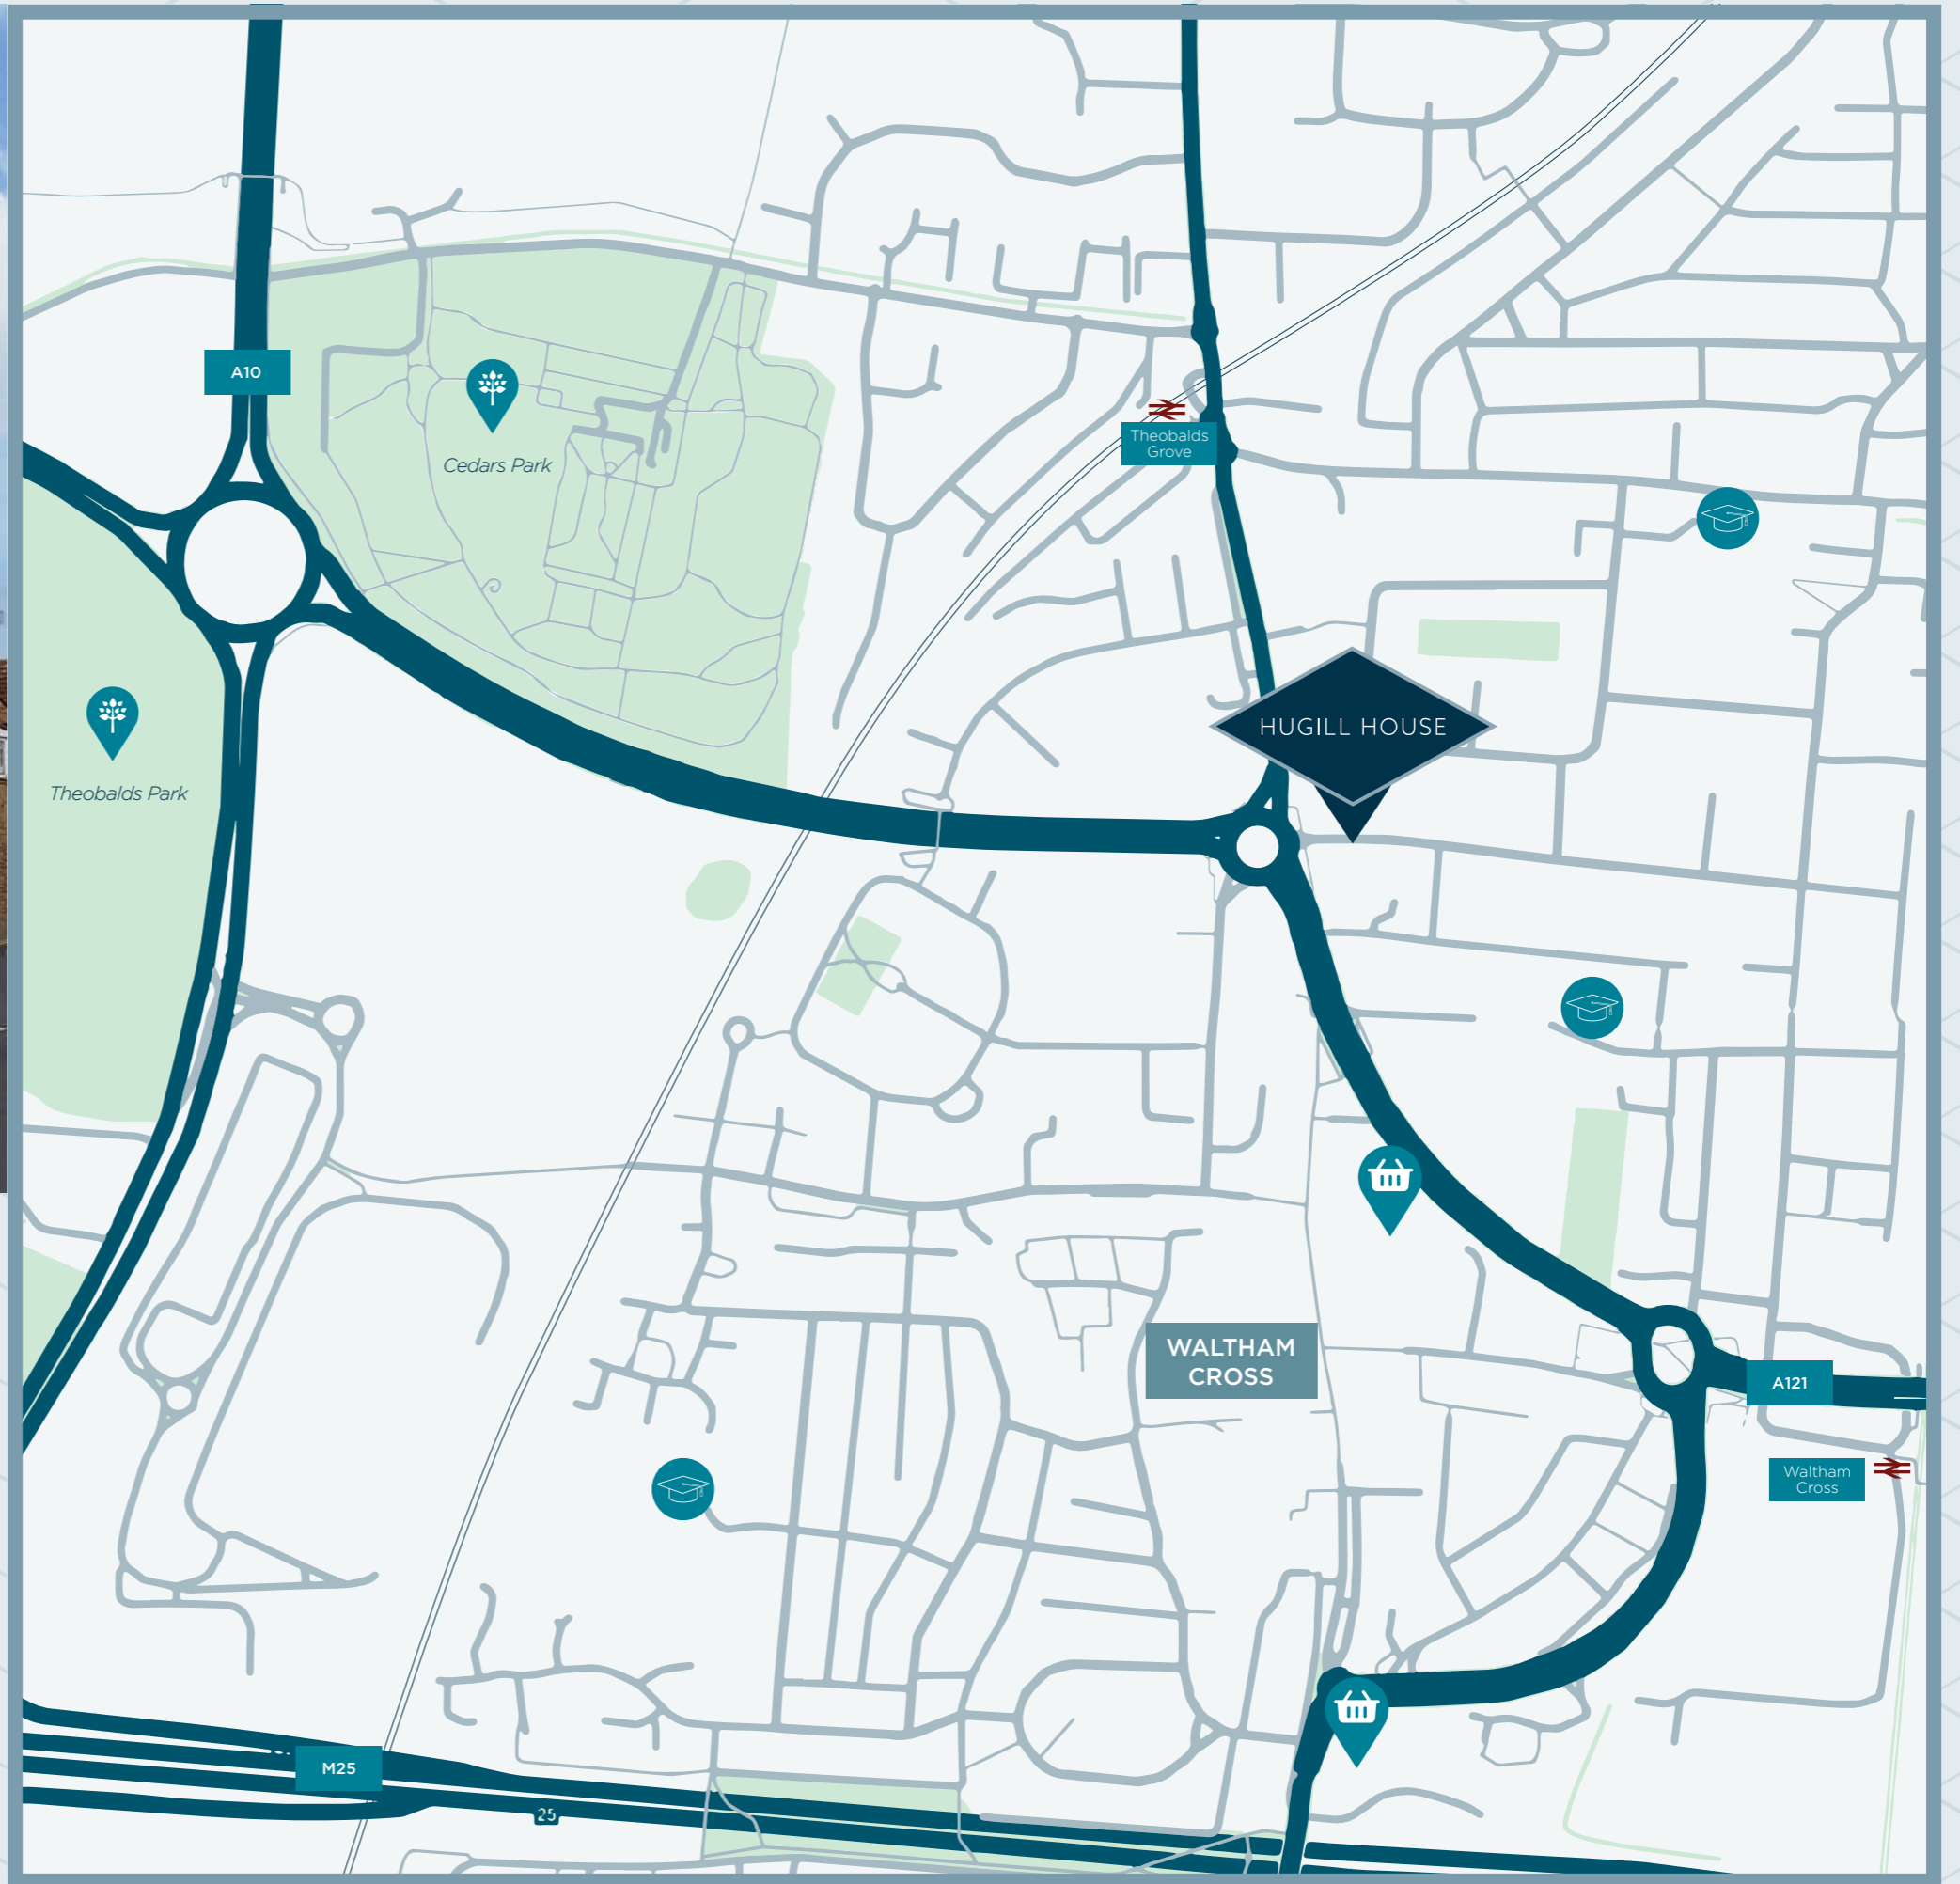 A10
Cedars Park
Theobalds
Grove
HUGILL HOUSE
Theobalds Park
WALTHAM
CROSS
A121
Waltham
Cross
M25
25